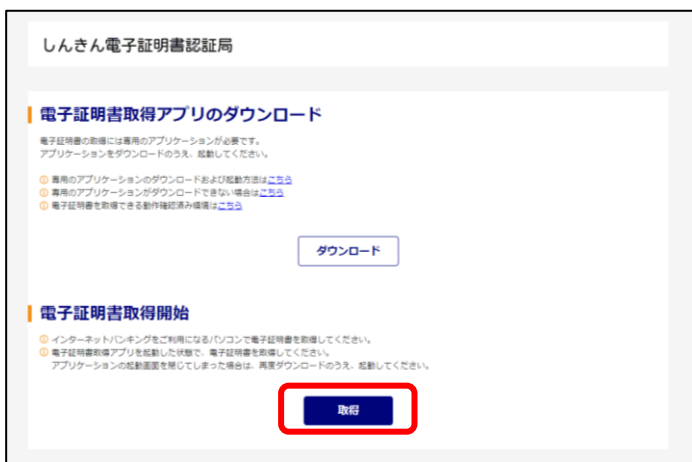 しんきん電子証明書認証局
電子証明書取得アプリのダウンロード
電子証明書の取得には専用のアプリケーションが必要です。
アプリケーションをダウンロードのうえ、起動してください。
専用のアプリケーションのダウンロードおよび起動方法はこちら
専用のアプリケーションがダウンロードできない場合はこちら
電子証明書を取得できる動作確認済み環境はこちら
ダウンロード
電子証明書取得開始
インターネットバンキングをご利用になるパソコンで電子証明書を取得してください。
電子証明書取得アプリを起動した状態で、電子証明書を取得してください。
アプリケーションの起動画面を閉じてしまった場合は、再度ダウンロードのうえ、起動してください。
取得